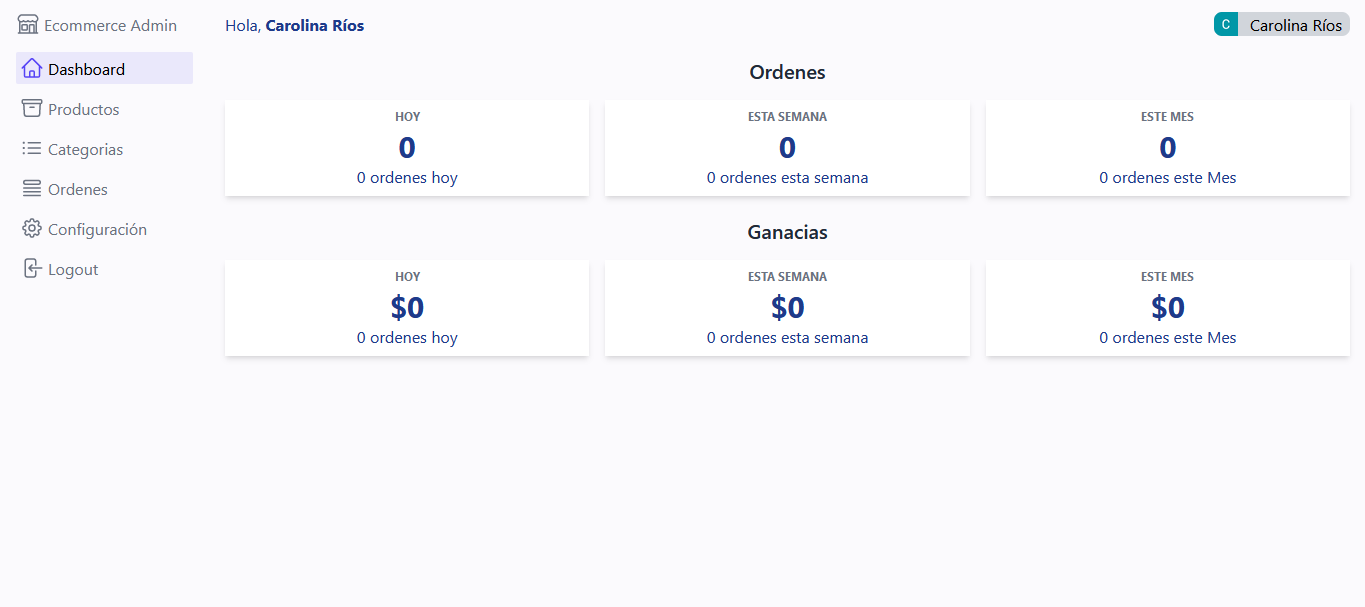 Ecommerce Admin
Dashboard
Productos
Categorias
Ordenes
Configuración
Logout
Hola, Carolina Ríos
C Carolina Ríos
Ordenes
HOY
0
0 ordenes hoy
ESTA SEMANA
0
0 ordenes esta semana
ESTE MES
0
0 ordenes este Mes
Ganacias
HOY
$0
0 ordenes hoy
ESTA SEMANA
$0
0 ordenes esta semana
ESTE MES
$0
0 ordenes este Mes